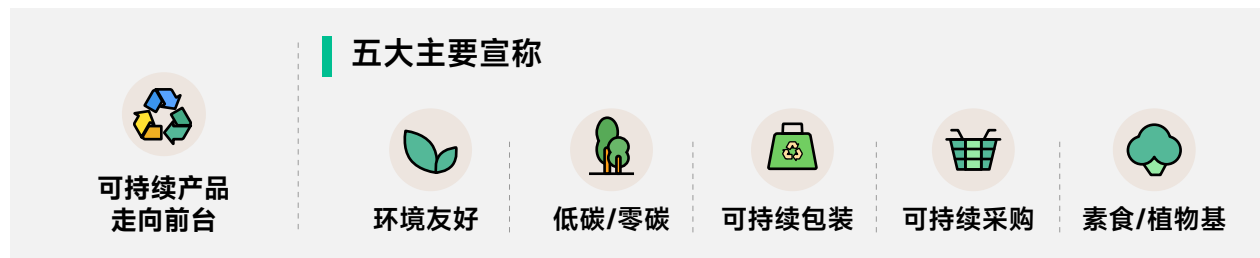 可持续产品
走向前台
五大主要宣称
环境友好
低碳/零碳
可持续包装
可持续采购
素食/植物基